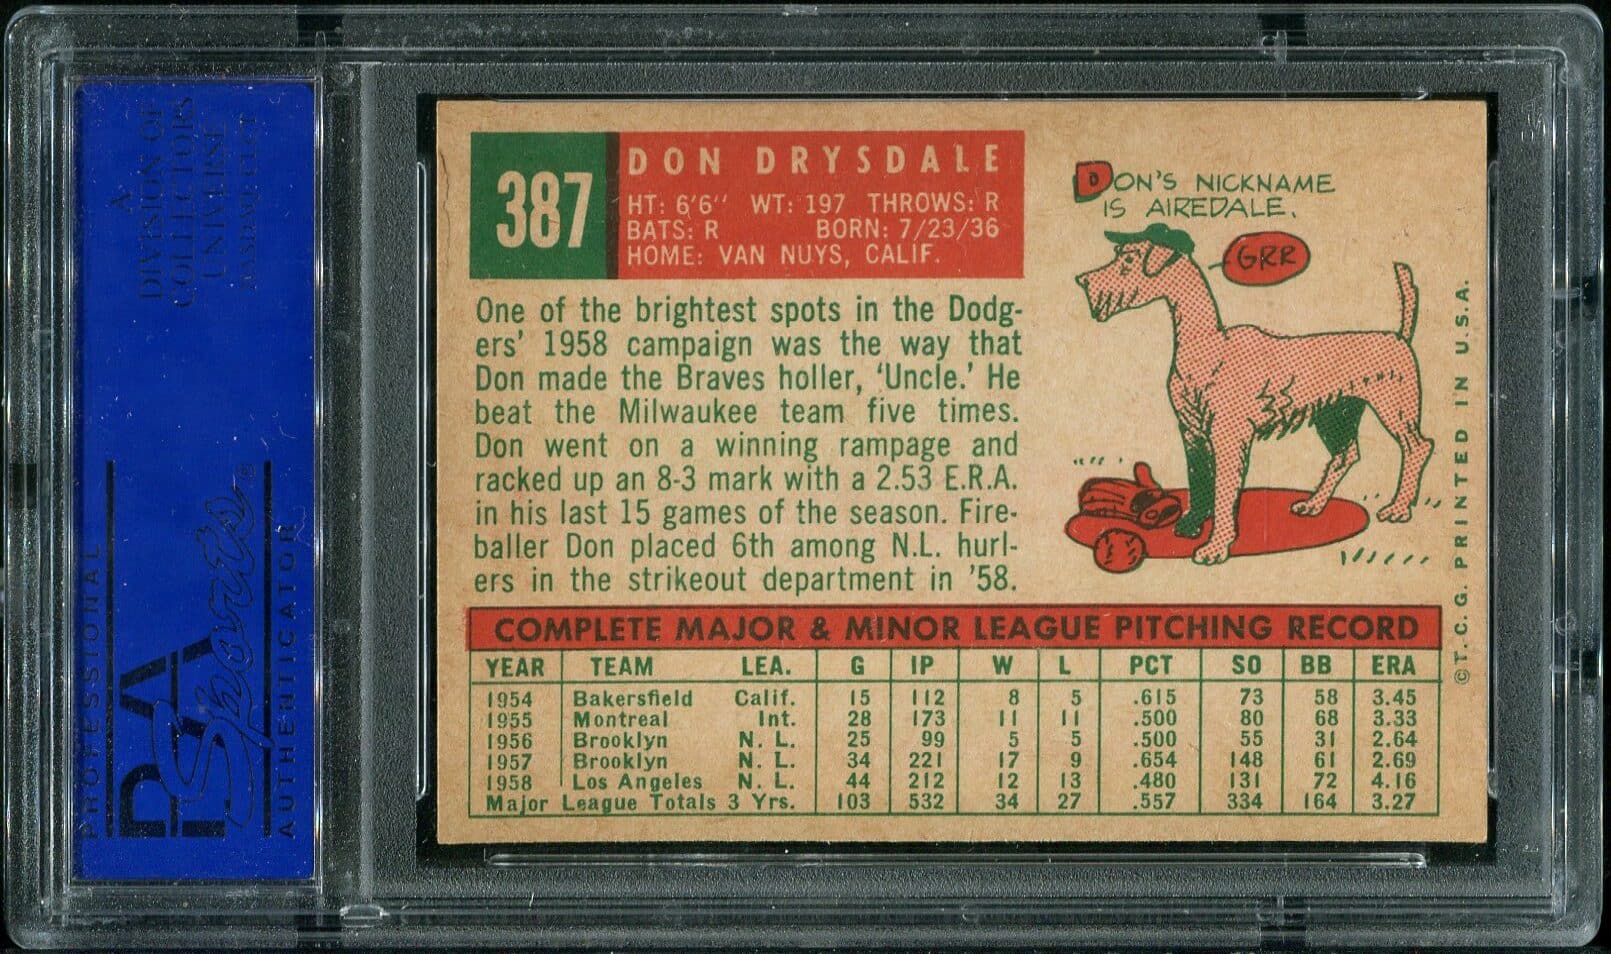 A
DIVISION OF
COLLECTORS
UNIVERSE
NASDAQ: CLCT
PROFESSIONAL
PSA
Sports
AUTHENTICATOR
387
DON DRYSDALE
HT: 6'6" WT: 197 THROWS: R
BATS: R BORN: 7/23/36
HOME: VAN NUYS, CALIF.
One of the brightest spots in the Dodg-
ers' 1958 campaign was the way that
Don made the Braves holler, 'Uncle.' He
beat the Milwaukee team five times.
Don went on a winning rampage and
racked up an 8-3 mark with a 2.53 E.R.A.
in his last 15 games of the season. Fire-
baller Don placed 6th among N.L. hurl-
ers in the strikeout department in '58.
DON'S NICKNAME
IS AIREDALE.
GRR
COMPLETE MAJOR & MINOR LEAGUE PITCHING RECORD
YEAR TEAM LEA. G IP W L PCT SO BB ERA
1954 Bakersfield Calif. 15 112 8 5 .615 73 58 3.45
1955 Montreal Int. 28 173 11 11 .500 80 68 3.33
1956 Brooklyn N. L. 25 99 5 5 .500 55 31 2.64
1957 Brooklyn N. L. 34 221 17 9 .654 148 61 2.69
1958 Los Angeles N. L. 44 212 12 13 .480 131 72 4.16
Major League Totals 3 Yrs. 103 532 34 27 .557 334 164 3.27
© T. C. G. PRINTED IN U.S.A.